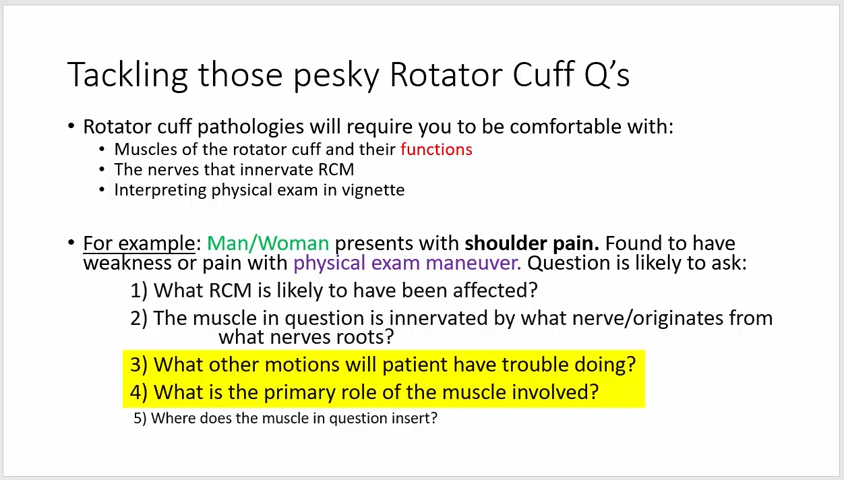 Tackling those pesky Rotator Cuff Q’s
• Rotator cuff pathologies will require you to be comfortable with:
• Muscles of the rotator cuff and their functions
• The nerves that innervate RCM
• Interpreting physical exam in vignette
• For example: Man/Woman presents with shoulder pain. Found to have
weakness or pain with physical exam maneuver. Question is likely to ask:
1) What RCM is likely to have been affected?
2) The muscle in question is innervated by what nerve/originates from
what nerves roots?
3) What other motions will patient have trouble doing?
4) What is the primary role of the muscle involved?
5) Where does the muscle in question insert?